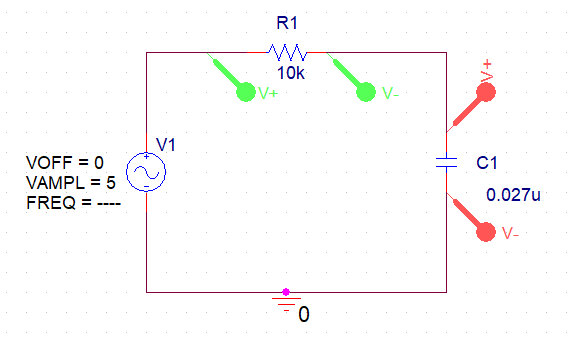 R1
10k
V+
V-
V+
V1
VOFF = 0
VAMPL = 5
FREQ = ----
C1
0.027u
V-
0